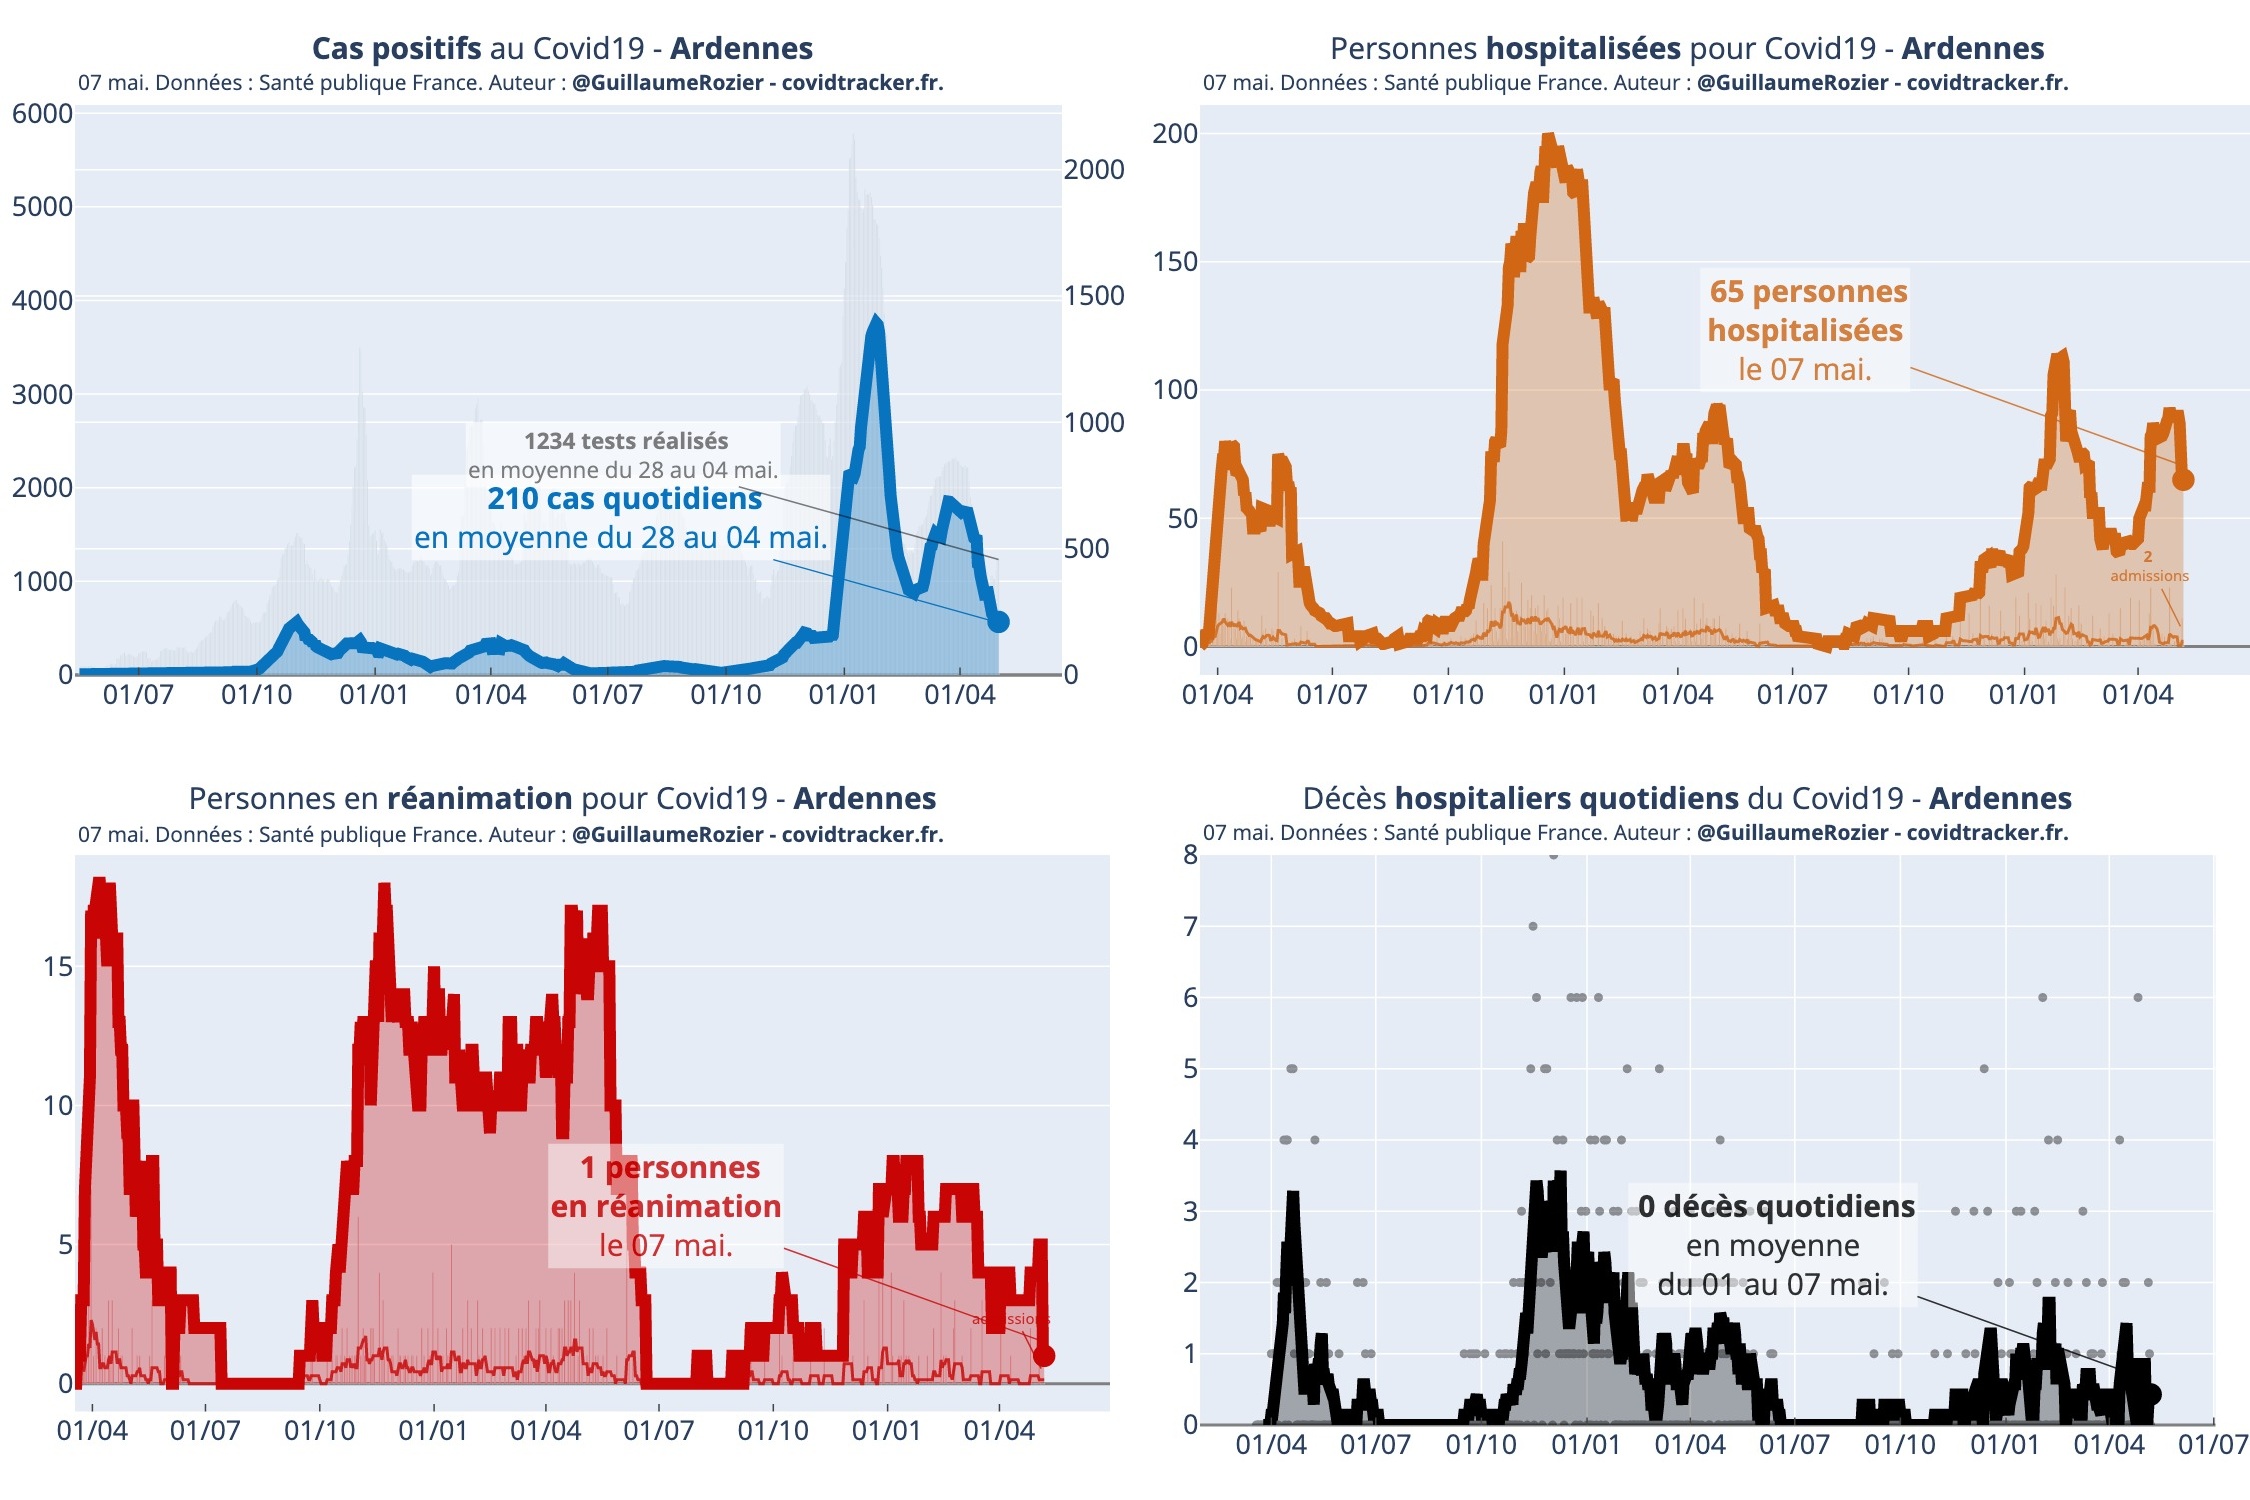 Cas positifs au Covid19 - Ardennes
07 mai. Données : Santé publique France. Auteur : @GuillaumeRozier - covidtracker.fr.
6000
5000
4000
3000
2000
1000
0
2000
1500
1000
500
0
1234 tests réalisés
en moyenne du 28 au 04 mai.
210 cas quotidiens
en moyenne du 28 au 04 mai.
01/07 01/10 01/01 01/04 01/07 01/10 01/01 01/04
Personnes hospitalisées pour Covid19 - Ardennes
07 mai. Données : Santé publique France. Auteur : @GuillaumeRozier - covidtracker.fr.
200
150
100
50
0
65 personnes
hospitalisées
le 07 mai.
2
admissions
01/04 01/07 01/10 01/01 01/04 01/07 01/10 01/01 01/04
Personnes en réanimation pour Covid19 - Ardennes
07 mai. Données : Santé publique France. Auteur : @GuillaumeRozier - covidtracker.fr.
15
10
5
0
1 personnes
en réanimation
le 07 mai.
admissions
01/04 01/07 01/10 01/01 01/04 01/07 01/10 01/01 01/04
Décès hospitaliers quotidiens du Covid19 - Ardennes
07 mai. Données : Santé publique France. Auteur : @GuillaumeRozier - covidtracker.fr.
8
7
6
5
4
3
2
1
0
0 décès quotidiens
en moyenne
du 01 au 07 mai.
01/04 01/07 01/10 01/01 01/04 01/07 01/10 01/01 01/04 01/07